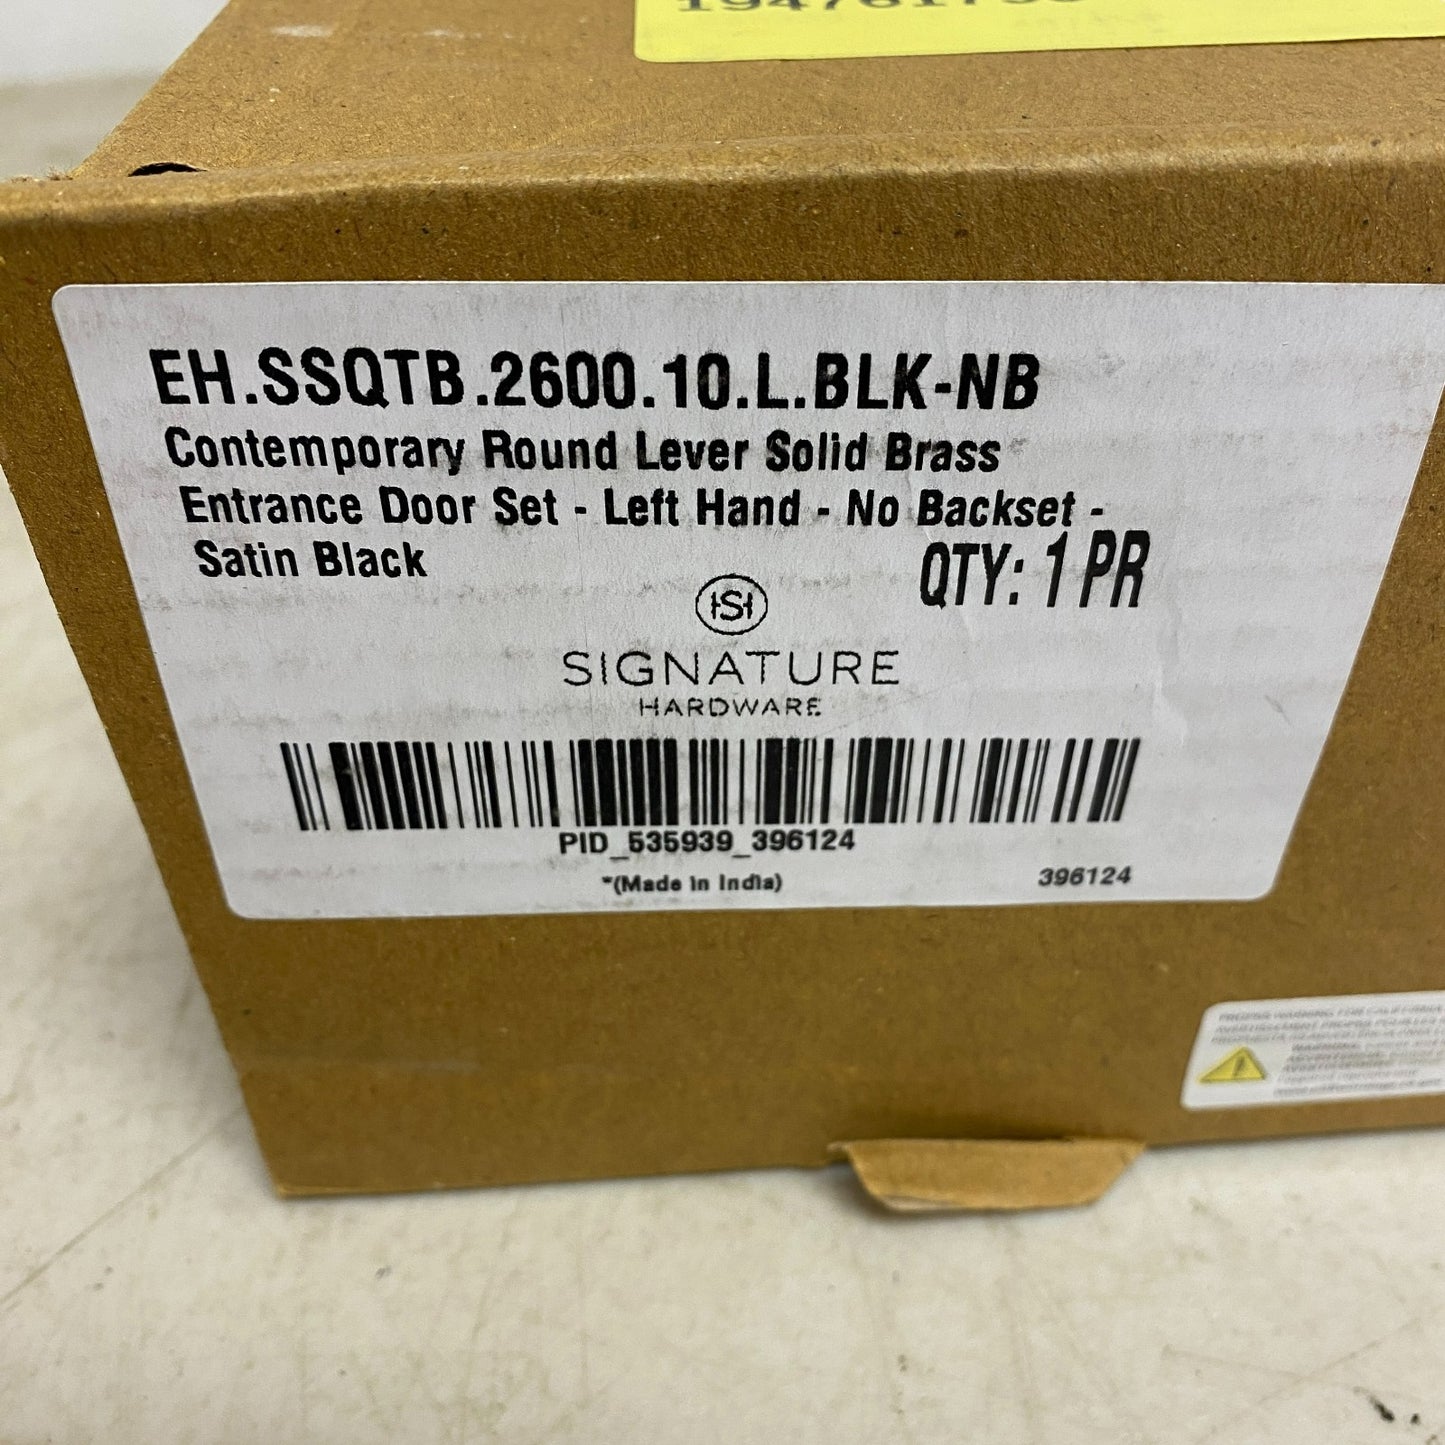 EH.SSQTB.2600.10.L.BLK-NB
Contemporary Round Lever Solid Brass
Entrance Door Set - Left Hand - No Backset -
Satin Black
QTY: 1 PR
SIGNATURE
HARDWARE
PID_535939_396124
*(Made in India)
396124